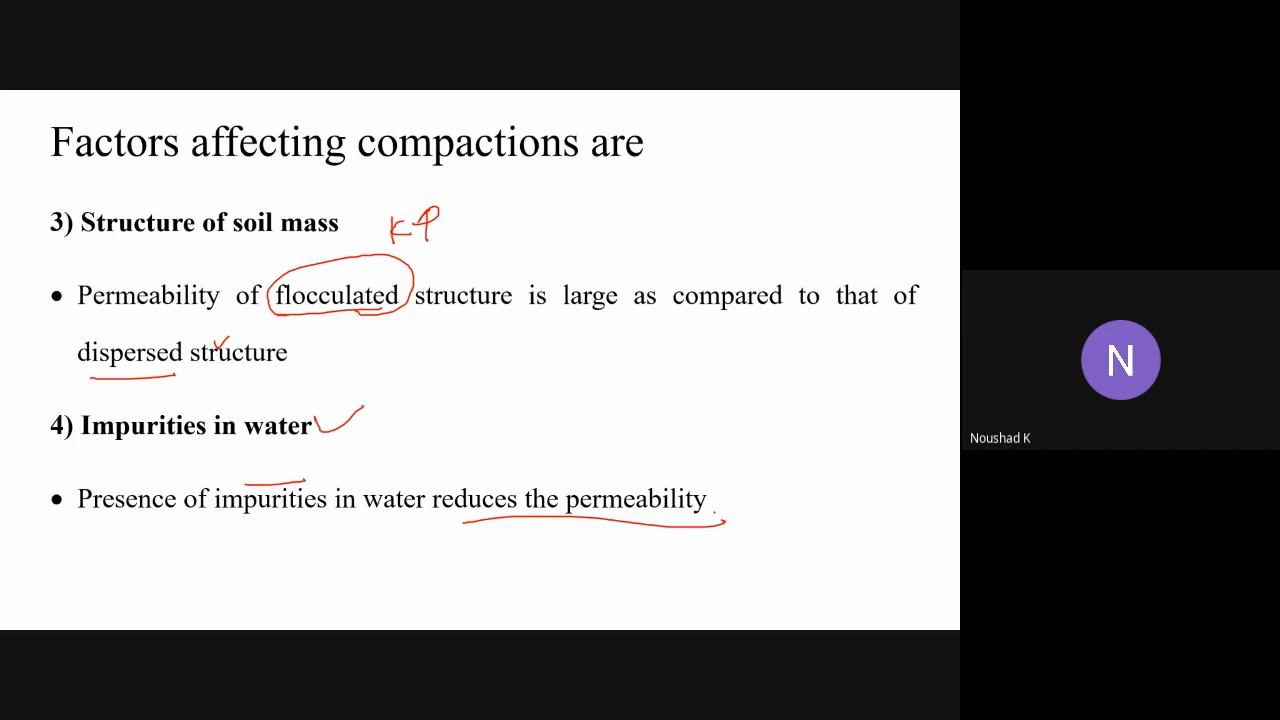 Factors affecting compactions are
3) Structure of soil mass
K↑
• Permeability of flocculated structure is large as compared to that of
dispersed structure
4) Impurities in water
• Presence of impurities in water reduces the permeability
N
Noushad K